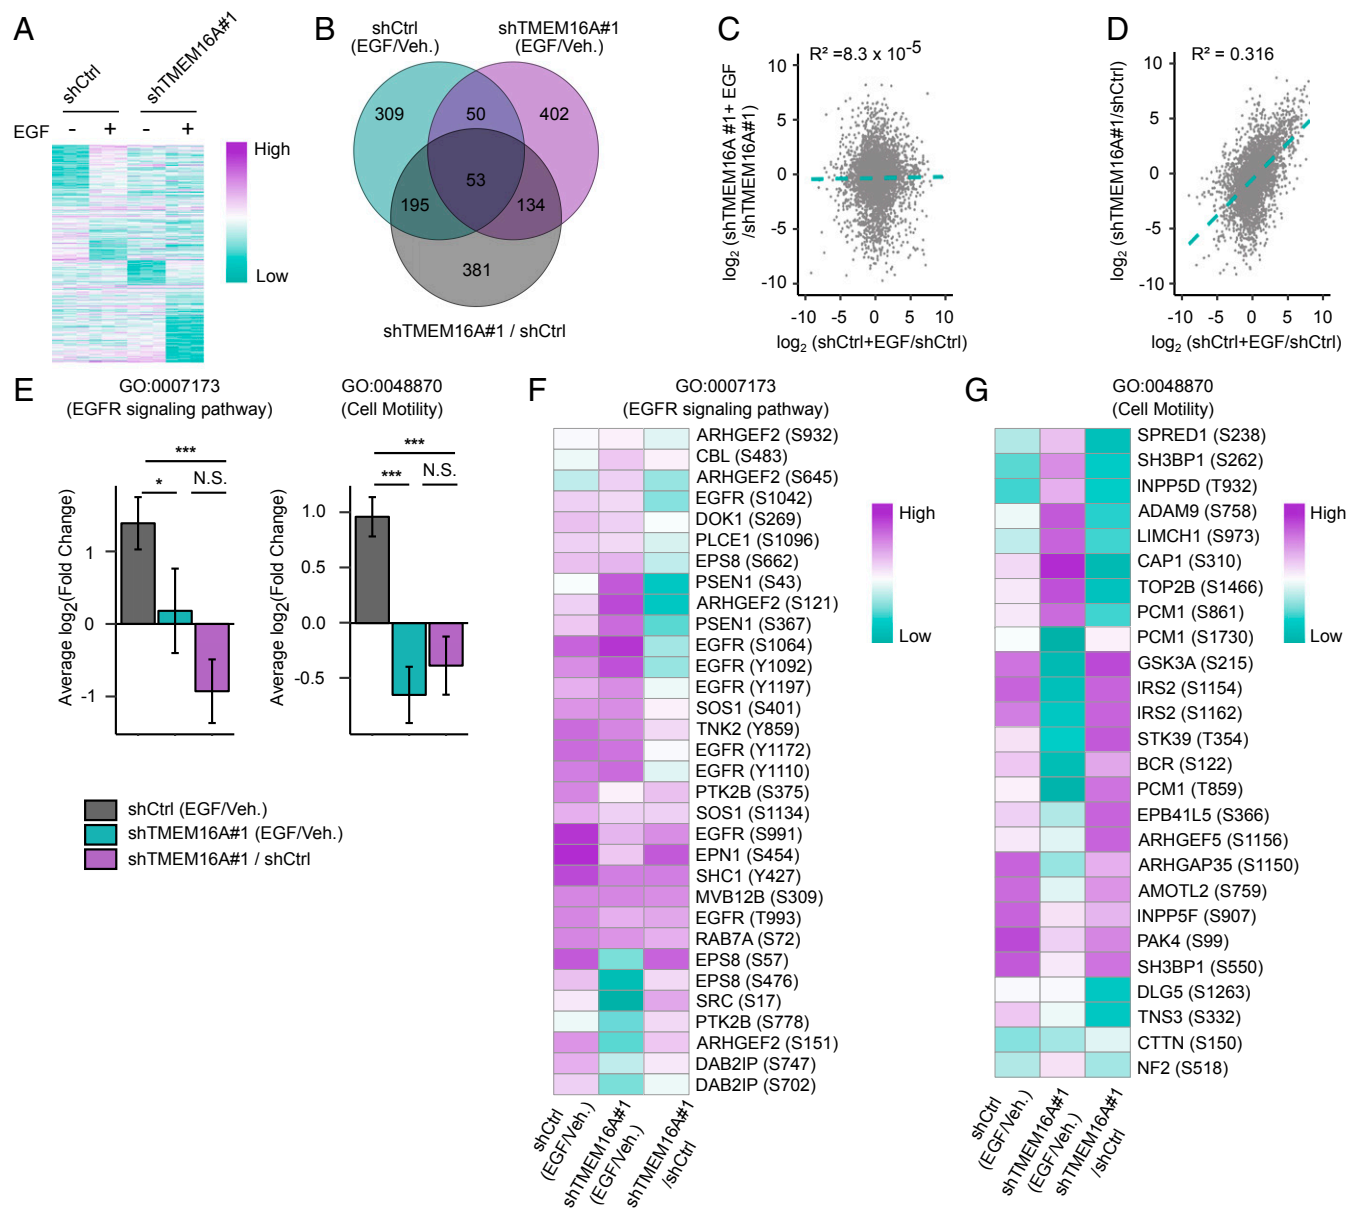 A
shCtrl
shTMEM16A#1
EGF - + - +
High
Low
B
shCtrl
(EGF/Veh.)
shTMEM16A#1
(EGF/Veh.)
309
50
402
53
195
134
381
shTMEM16A#1 / shCtrl
C
R² =8.3 x 10⁻⁵
log₂ (shTMEM16A #1+ EGF
/shTMEM16A#1)
10
5
0
-5
-10
-10 -5 0 5 10
log₂ (shCtrl+EGF/shCtrl)
D
R² = 0.316
log₂ (shTMEM16A#1/shCtrl)
10
5
0
-5
-10
-10 -5 0 5 10
log₂ (shCtrl+EGF/shCtrl)
E
GO:0007173
(EGFR signaling pathway)
***
*
N.S.
Average log₂(Fold Change)
1
0
-1
GO:0048870
(Cell Motility)
***
***
N.S.
Average log₂(Fold Change)
1.0
0.5
0.0
-0.5
shCtrl (EGF/Veh.)
shTMEM16A#1 (EGF/Veh.)
shTMEM16A#1 / shCtrl
F
GO:0007173
(EGFR signaling pathway)
ARHGEF2 (S932)
CBL (S483)
ARHGEF2 (S645)
EGFR (S1042)
DOK1 (S269)
PLCE1 (S1096)
EPS8 (S662)
PSEN1 (S43)
ARHGEF2 (S121)
PSEN1 (S367)
EGFR (S1064)
EGFR (Y1092)
EGFR (Y1197)
SOS1 (S401)
TNK2 (Y859)
EGFR (Y1172)
EGFR (Y1110)
PTK2B (S375)
SOS1 (S1134)
EGFR (S991)
EPN1 (S454)
SHC1 (Y427)
MVB12B (S309)
EGFR (T993)
RAB7A (S72)
EPS8 (S57)
EPS8 (S476)
SRC (S17)
PTK2B (S778)
ARHGEF2 (S151)
DAB2IP (S747)
DAB2IP (S702)
shCtrl
(EGF/Veh.)
shTMEM16A#1
(EGF/Veh.)
shTMEM16A#1
/shCtrl
High
Low
G
GO:0048870
(Cell Motility)
SPRED1 (S238)
SH3BP1 (S262)
INPP5D (T932)
ADAM9 (S758)
LIMCH1 (S973)
CAP1 (S310)
TOP2B (S1466)
PCM1 (S861)
PCM1 (S1730)
GSK3A (S215)
IRS2 (S1154)
IRS2 (S1162)
STK39 (T354)
BCR (S122)
PCM1 (T859)
EPB41L5 (S366)
ARHGEF5 (S1156)
ARHGAP35 (S1150)
AMOTL2 (S759)
INPP5F (S907)
PAK4 (S99)
SH3BP1 (S550)
DLG5 (S1263)
TNS3 (S332)
CTTN (S150)
NF2 (S518)
shCtrl
(EGF/Veh.)
shTMEM16A#1
(EGF/Veh.)
shTMEM16A#1
/shCtrl
High
Low